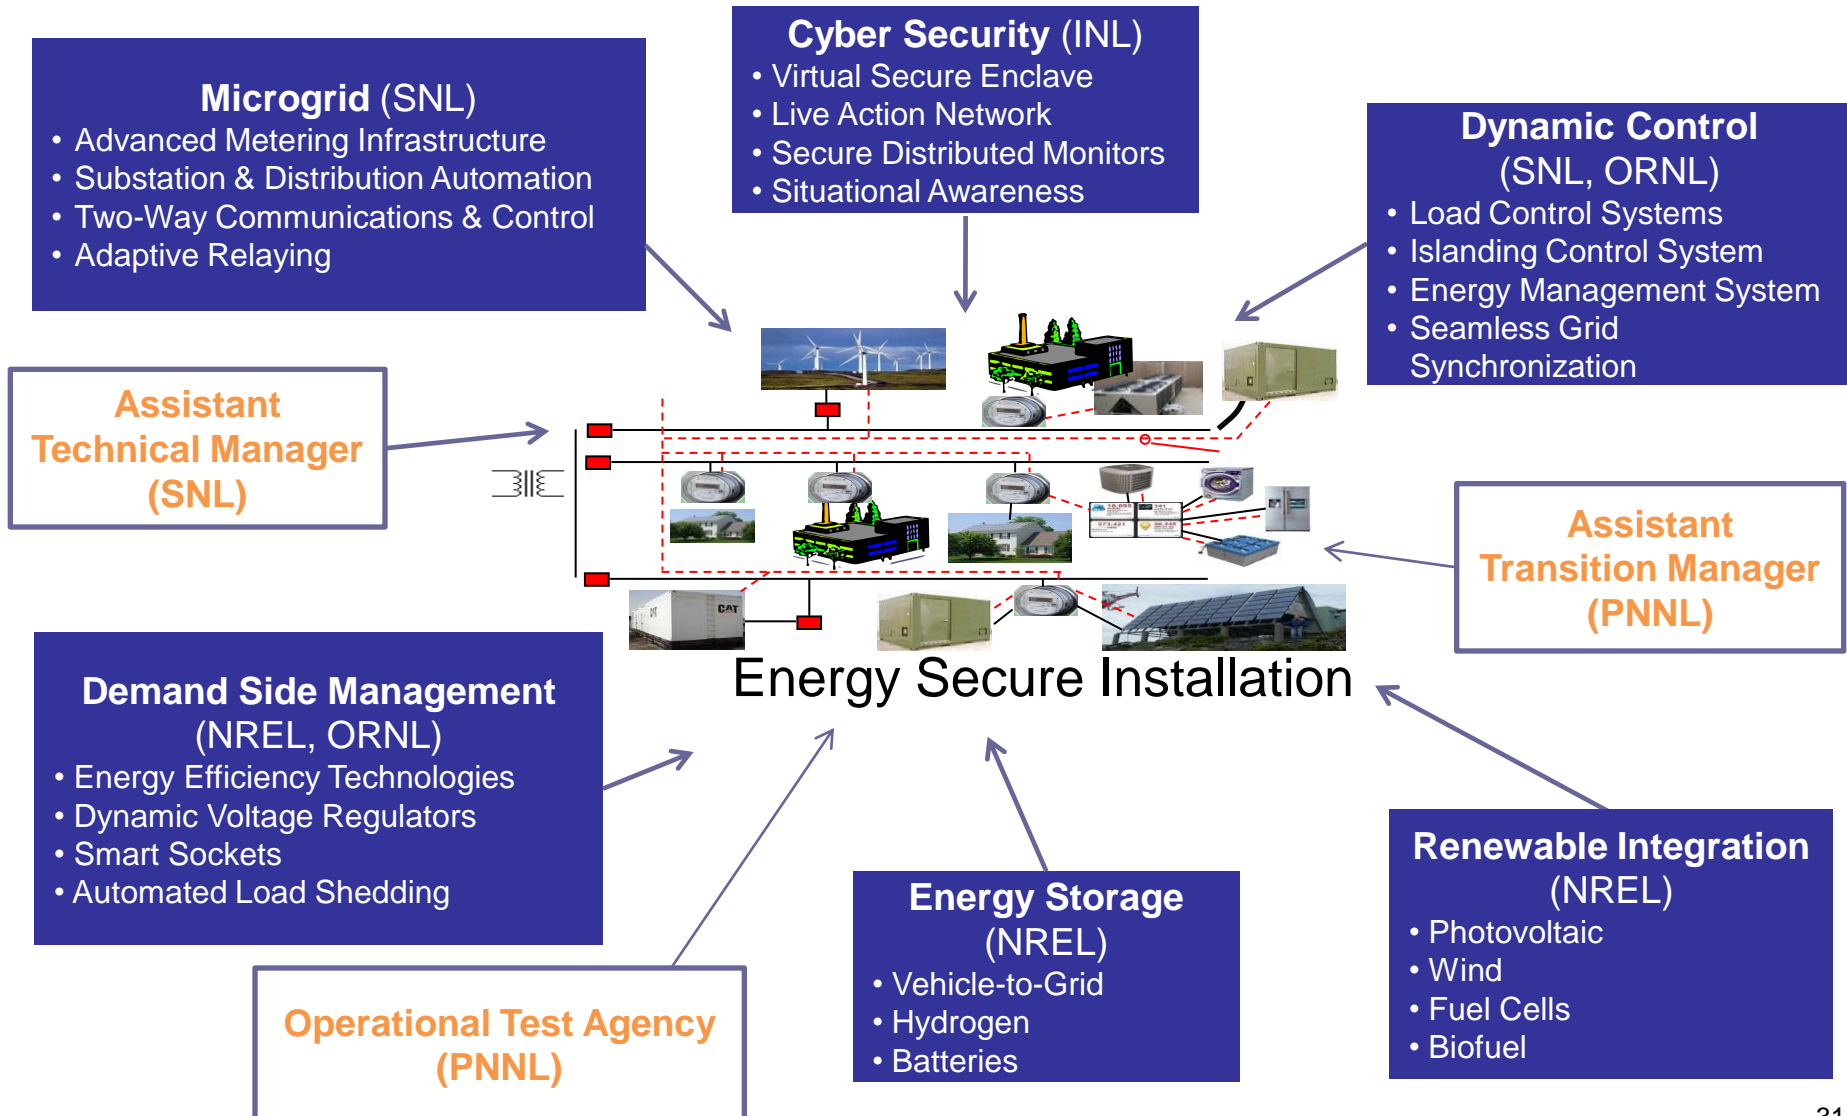 Cyber Security (INL)
• Virtual Secure Enclave
• Live Action Network
• Secure Distributed Monitors
• Situational Awareness
Microgrid (SNL)
• Advanced Metering Infrastructure
• Substation & Distribution Automation
• Two-Way Communications & Control
• Adaptive Relaying
Dynamic Control
(SNL, ORNL)
• Load Control Systems
• Islanding Control System
• Energy Management System
• Seamless Grid
Synchronization
Assistant
Technical Manager
(SNL)
Assistant
Transition Manager
(PNNL)
CAT
Energy Secure Installation
Demand Side Management
(NREL, ORNL)
• Energy Efficiency Technologies
• Dynamic Voltage Regulators
• Smart Sockets
• Automated Load Shedding
Operational Test Agency
(PNNL)
Energy Storage
(NREL)
• Vehicle-to-Grid
• Hydrogen
• Batteries
Renewable Integration
(NREL)
• Photovoltaic
• Wind
• Fuel Cells
• Biofuel
31